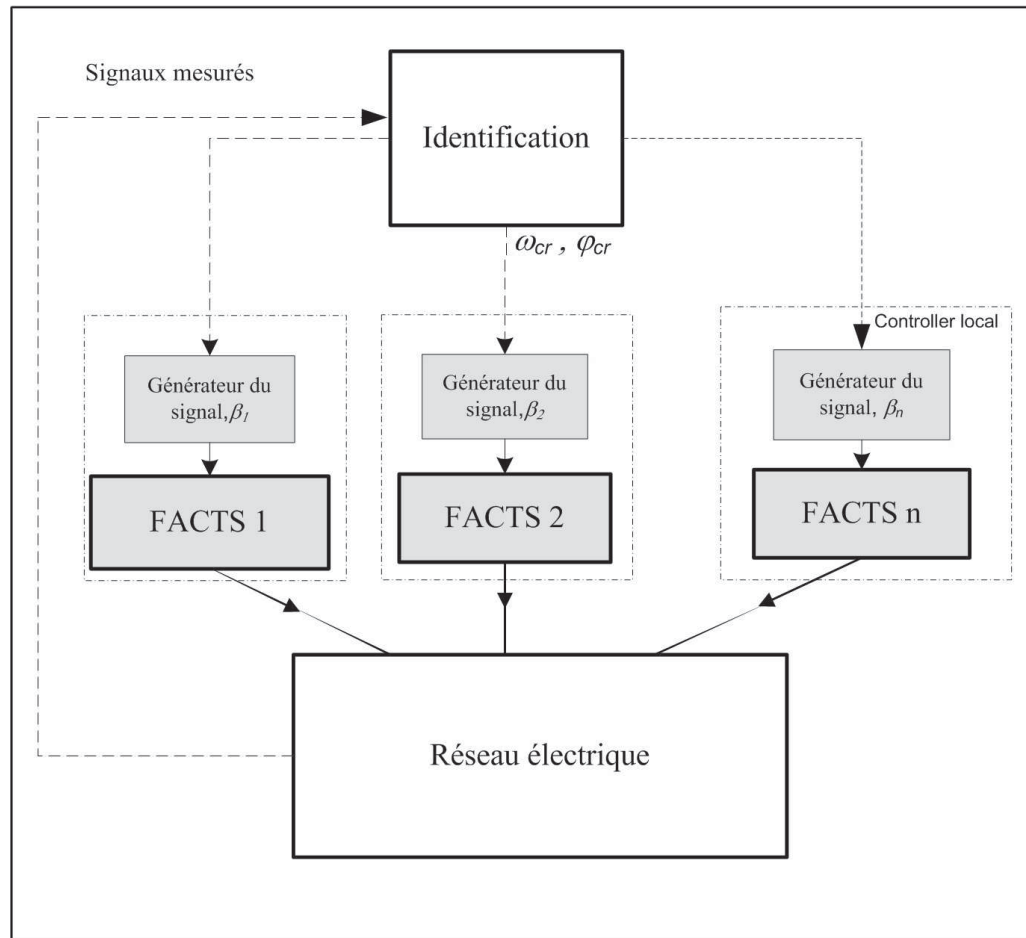 Signaux mesurés
Identification
ω_cr , φ_cr
Controller local
Générateur du
signal,β_1
Générateur du
signal,β_2
Générateur du
signal, β_n
FACTS 1
FACTS 2
FACTS n
Réseau électrique